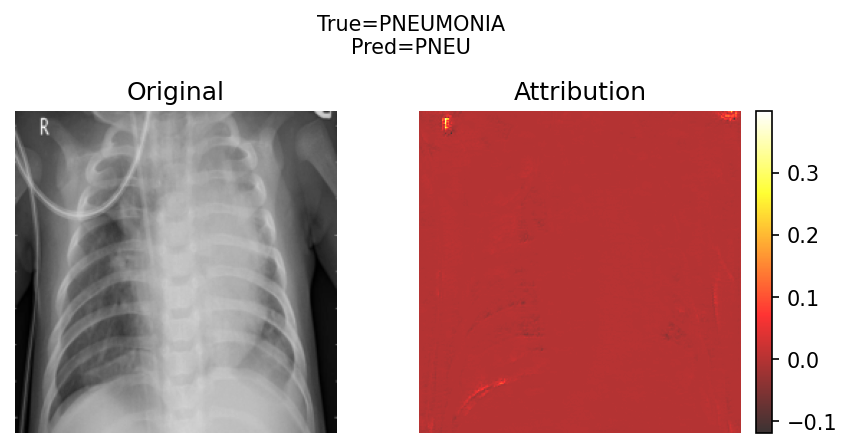 True=PNEUMONIA
Pred=PNEU
Original
Attribution
R
0.3
0.2
0.1
0.0
−0.1